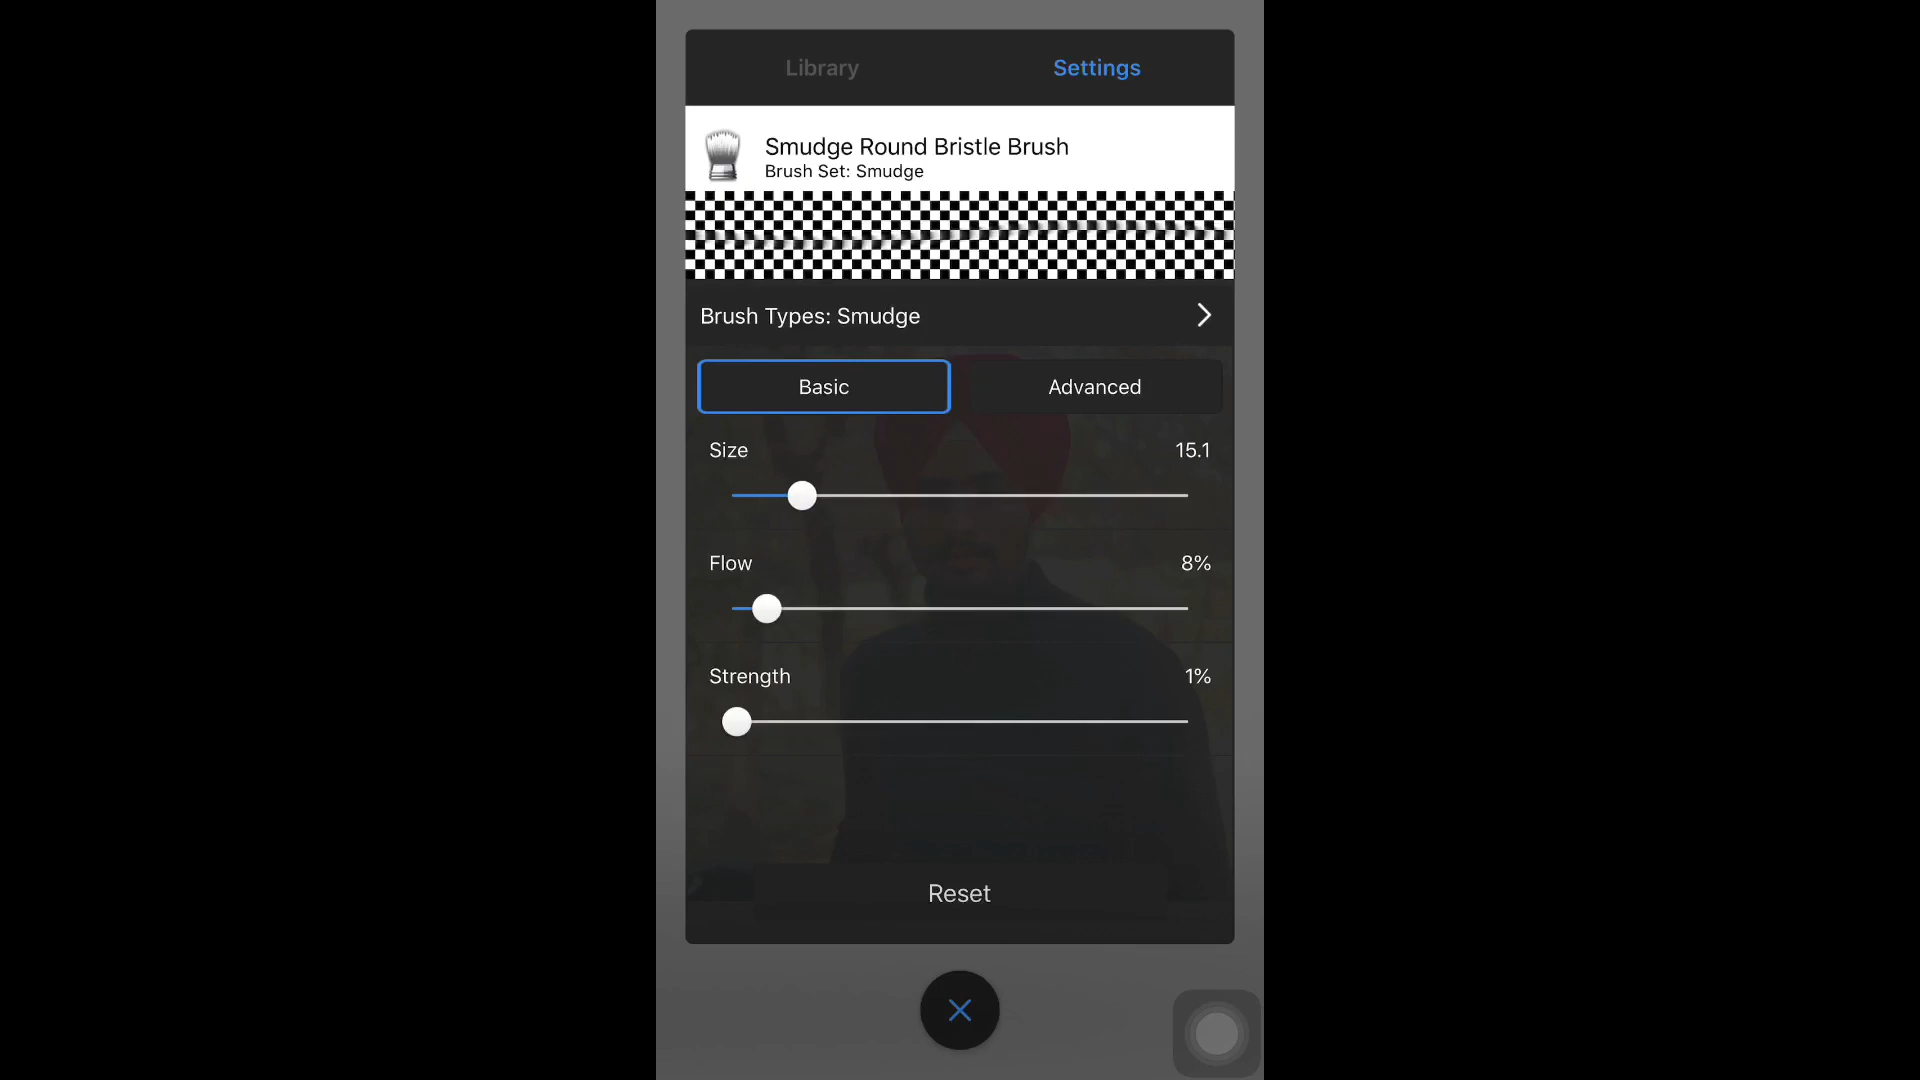 Library
Settings
Smudge Round Bristle Brush
Brush Set: Smudge
Brush Types: Smudge
Basic
Advanced
Size
15.1
Flow
8%
Strength
1%
Reset